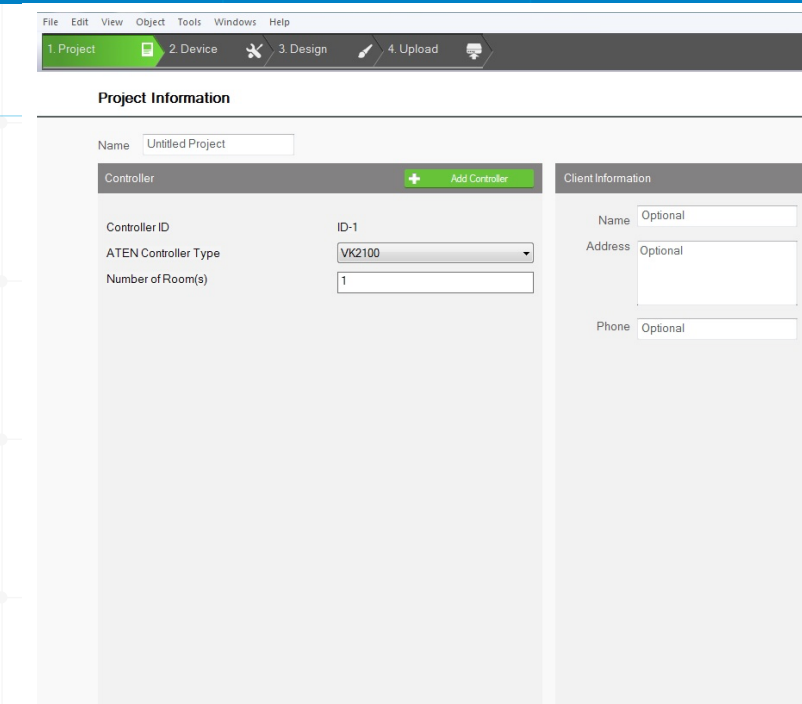 File Edit View Object Tools Windows Help
1. Project 2. Device 3. Design 4. Upload
Project Information
Name Untitled Project
Controller Add Controller
Controller ID ID-1
ATEN Controller Type VK2100
Number of Room(s) 1
Client Information
Name Optional
Address Optional
Phone Optional